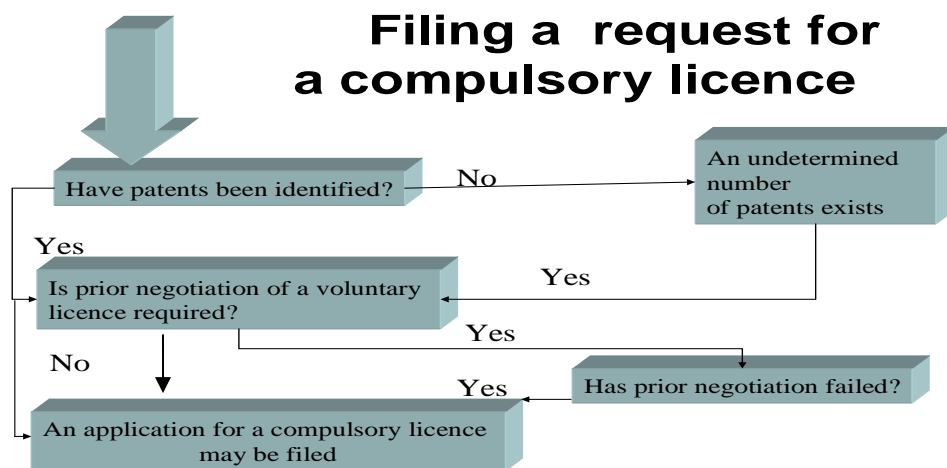 Filing a request for
a compulsory licence
Have patents been identified?
No
An undetermined
number
of patents exists
Yes
Is prior negotiation of a voluntary
licence required?
Yes
Yes
No
Has prior negotiation failed?
Yes
An application for a compulsory licence
may be filed